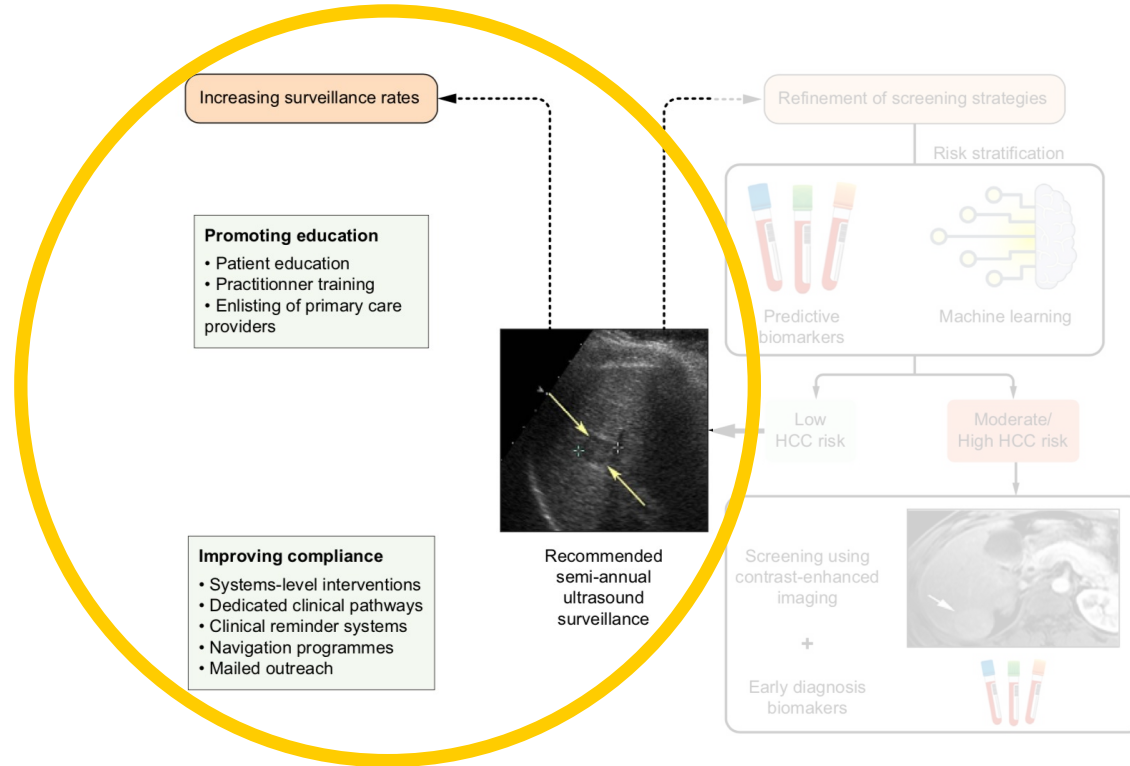 Increasing surveillance rates
Promoting education
• Patient education
• Practitionner training
• Enlisting of primary care
providers
Improving compliance
• Systems-level interventions
• Dedicated clinical pathways
• Clinical reminder systems
• Navigation programmes
• Mailed outreach
Recommended
semi-annual
ultrasound
surveillance
Refinement of screening strategies
Risk stratification
Predictive
biomarkers
Machine learning
Low
HCC risk
Moderate/
High HCC risk
Screening using
contrast-enhanced
imaging
+
Early diagnosis
biomakers